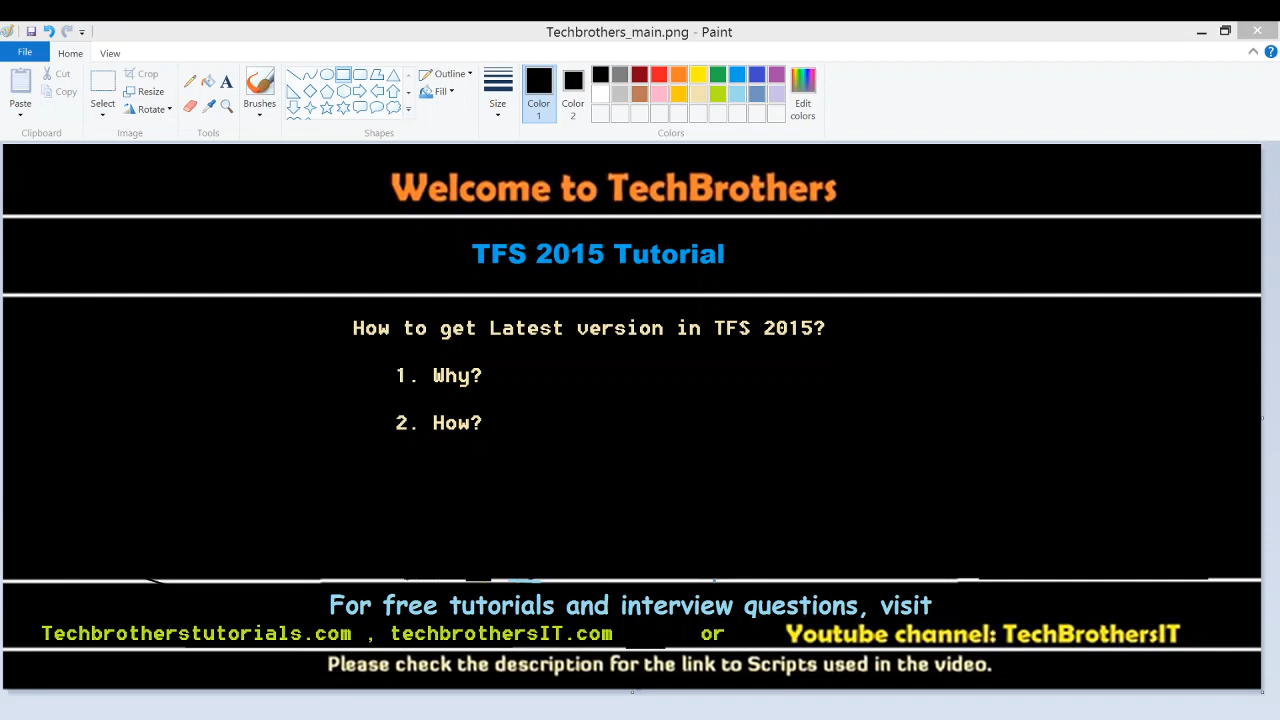 Techbrothers_main.png - Paint
File Home View
Paste
Cut
Copy
Clipboard
Select
Crop
Resize
Rotate
Image
Tools
Brushes
Outline
Fill
Shapes
Size
Color 1
Color 2
Edit colors
Colors
Welcome to TechBrothers
TFS 2015 Tutorial
How to get Latest version in TFS 2015?
1. Why?
2. How?
For free tutorials and interview questions, visit
Techbrotherstutorials.com , techbrothersIT.com or Youtube channel: TechBrothersIT
Please check the description for the link to Scripts used in the video.